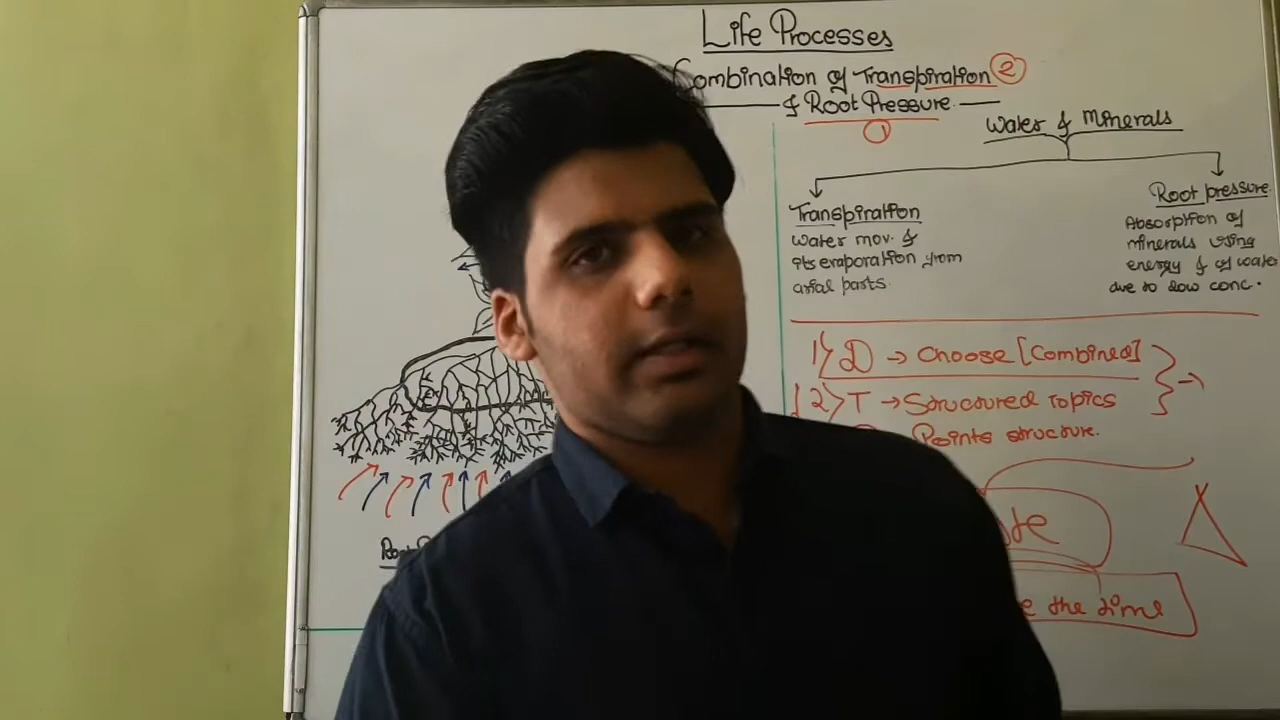 Life Processes
Combination of Transpiration ②
& Root Pressure
①
Water & Minerals
Transpiration
Water mov. &
its evaporation from
arial parts.
Root pressure
Absorption of
minerals using
energy & of water
due to low conc.
1) D → Choose [Combined]
2) T → Structured Topics
Points structure.
the time